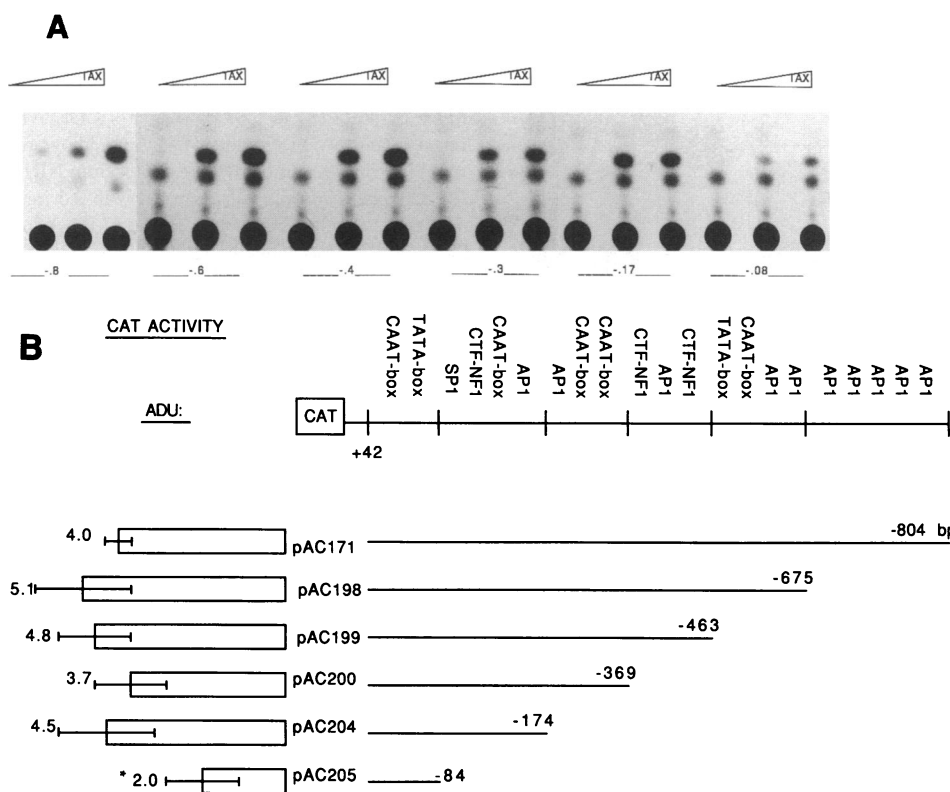 A
TAX TAX TAX TAX TAX TAX
-.8 -.6 -.4 -.3 -.17 -.08
B
CAT ACTIVITY
CAAT-box
TATA-box
SP1
CTF-NF1
CAAT-box
AP1
AP1
CAAT-box
CAAT-box
CTF-NF1
AP1
CTF-NF1
TATA-box
CAAT-box
AP1
AP1
AP1
AP1
AP1
AP1
AP1
ADU:
CAT
+42
4.0 pAC171 -804 bp
5.1 pAC198 -675
4.8 pAC199 -463
3.7 pAC200 -369
4.5 pAC204 -174
* 2.0 pAC205 -84